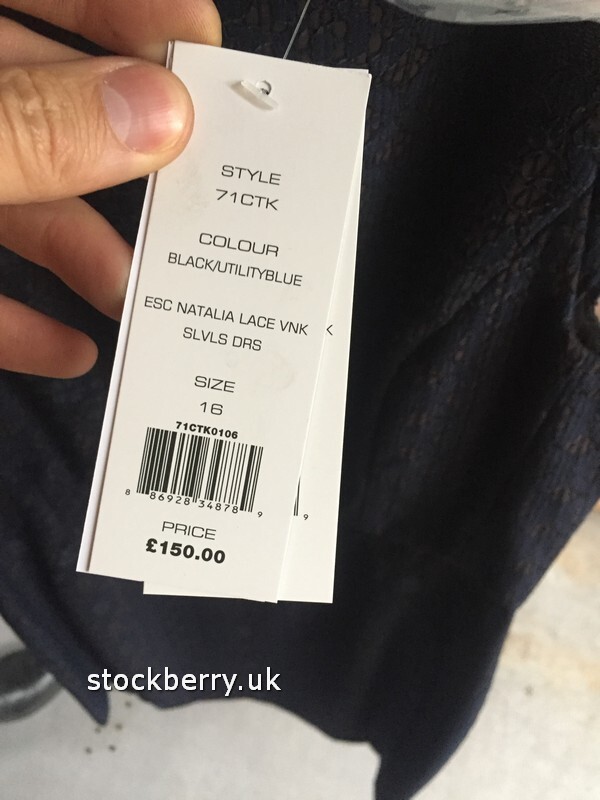 STYLE
71CTK
COLOUR
BLACK/UTILITYBLUE
ESC NATALIA LACE VNK
SLVLS DRS
SIZE
16
71CTK0106
8 86928 34878 9
PRICE
£150.00
K
9
stockberry.uk